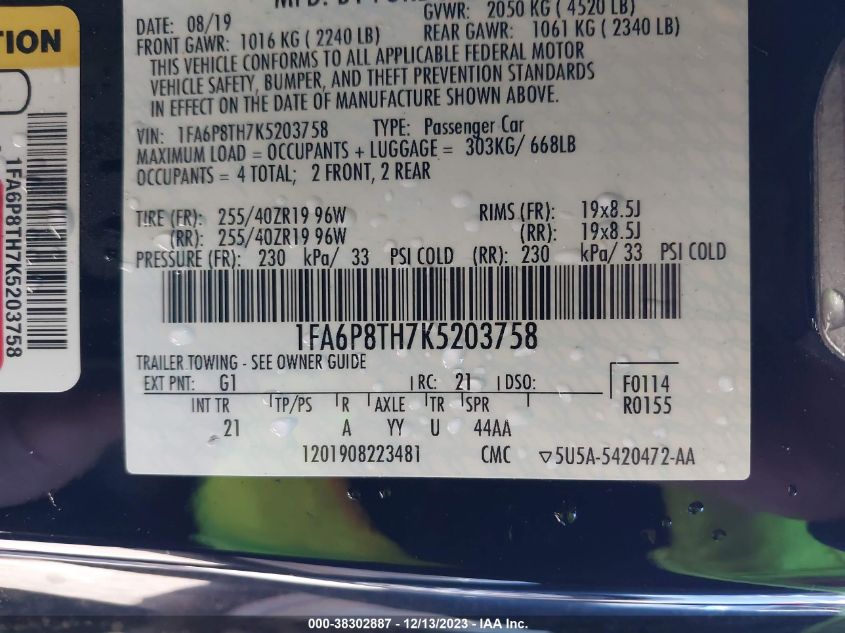 TION
1FA6P8TH7K5203758
DATE: 08/19
GVWR: 2050 KG ( 4520 LB)
FRONT GAWR: 1016 KG ( 2240 LB) REAR GAWR: 1061 KG ( 2340 LB)
THIS VEHICLE CONFORMS TO ALL APPLICABLE FEDERAL MOTOR
VEHICLE SAFETY, BUMPER, AND THEFT PREVENTION STANDARDS
IN EFFECT ON THE DATE OF MANUFACTURE SHOWN ABOVE.
VIN: 1FA6P8TH7K5203758 TYPE: Passenger Car
MAXIMUM LOAD = OCCUPANTS + LUGGAGE = 303KG/ 668LB
OCCUPANTS = 4 TOTAL; 2 FRONT, 2 REAR
TIRE (FR): 255/40ZR19 96W RIMS (FR): 19x8.5J
(RR): 255/40ZR19 96W (RR): 19x8.5J
PRESSURE (FR): 230 kPa/ 33 PSI COLD (RR): 230 kPa/ 33 PSI COLD
1FA6P8TH7K5203758
TRAILER TOWING - SEE OWNER GUIDE
EXT PNT: G1 RC: 21 DSO: F0114
INT TR TP/PS R AXLE TR SPR R0155
21 A YY U 44AA
1201908223481 CMC ▽5U5A-5420472-AA
000-38302887 - 12/13/2023 - © IAA Inc.